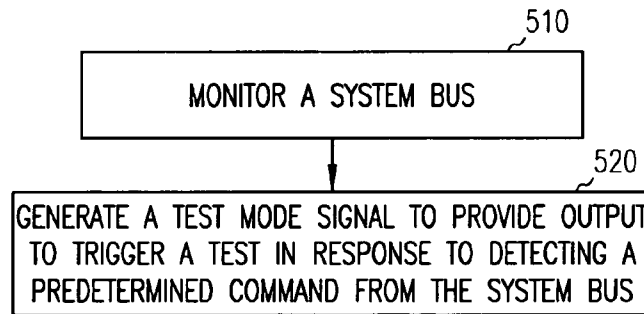 510
MONITOR A SYSTEM BUS
520
GENERATE A TEST MODE SIGNAL TO PROVIDE OUTPUT
TO TRIGGER A TEST IN RESPONSE TO DETECTING A
PREDETERMINED COMMAND FROM THE SYSTEM BUS